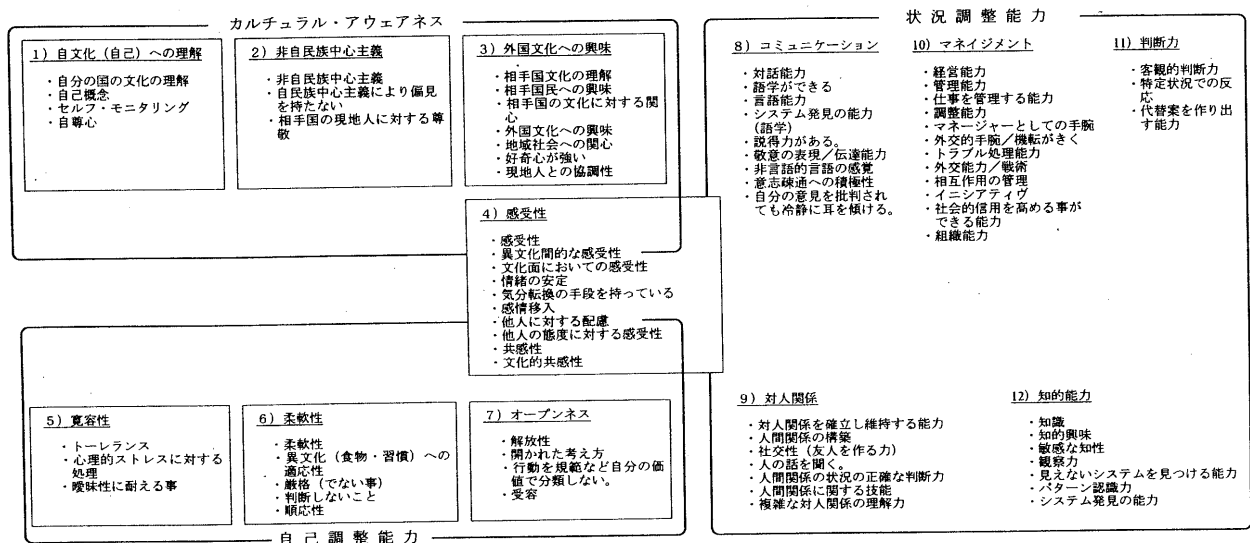 カルチュラル・アウェアネス
1) 自文化(自己)への理解
・自分の国の文化の理解
・自己概念
・セルフ・モニタリング
・自尊心
2) 非自民族中心主義
・非自民族中心主義
・自民族中心主義により偏見
を持たない
・相手国の現地人に対する尊
敬
3) 外国文化への興味
・相手国文化の理解
・相手国民への興味
・相手国の文化に対する関
心
・外国文化への興味
・地域社会への関心
・好奇心が強い
・現地人との協調性
4) 感受性
・感受性
・異文化間的な感受性
・文化面においての感受性
・情緒の安定
・気分転換の手段を持っている
・感情移入
・他人に対する配慮
・他人の態度に対する感受性
・共感性
・文化的共感性
5) 寛容性
・トーレランス
・心理的ストレスに対する
処理
・曖昧性に耐える事
6) 柔軟性
・柔軟性
・異文化(食物・習慣)への
適応性
・厳格(でない事)
・判断しないこと
・順応性
7) オープンネス
・解放性
・開かれた考え方
・行動を規範など自分の価
値で分類しない。
・受容
自己調整能力
状況調整能力
8) コミュニケーション
・対話能力
・語学ができる
・言語能力
・システム発見の能力
(語学)
・説得力がある。
・敬意の表現/伝達能力
・非言語的言語の感覚
・意志疎通への積極性
・自分の意見を批判され
ても冷静に耳を傾ける。
10) マネイジメント
・経営能力
・管理能力
・仕事を管理する能力
・調整能力
・マネージャーとしての手腕
・外交的手腕/機転がきく
・トラブル処理能力
・外交能力/戦術
・相互作用の管理
・イニシアティヴ
・社会的信用を高める事が
できる能力
・組織能力
11) 判断力
・客観的判断力
・特定状況での反
応
・代替案を作り出
す能力
9) 対人関係
・対人関係を確立し維持する能力
・人間関係の構築
・社交性(友人を作る力)
・人の話を聞く。
・人間関係の状況の正確な判断力
・人間関係に関する技能
・複雑な対人関係の理解力
12) 知的能力
・知識
・知的興味
・敏感な知性
・観察力
・見えないシステムを見つける能力
・パターン認識力
・システム発見の能力